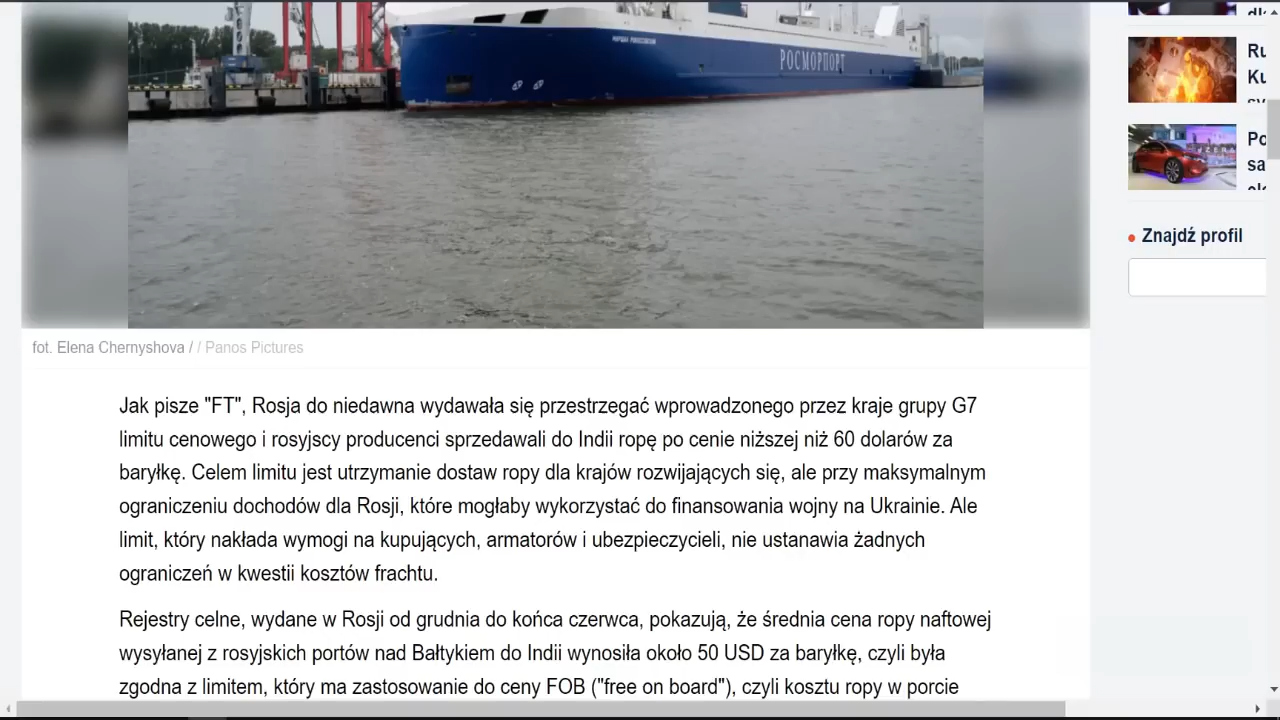 РОСМОРПОРТ
fot. Elena Chernyshova / / Panos Pictures
Jak pisze "FT", Rosja do niedawna wydawała się przestrzegać wprowadzonego przez kraje grupy G7
limitu cenowego i rosyjscy producenci sprzedawali do Indii ropę po cenie niższej niż 60 dolarów za
baryłkę. Celem limitu jest utrzymanie dostaw ropy dla krajów rozwijających się, ale przy maksymalnym
ograniczeniu dochodów dla Rosji, które mogłaby wykorzystać do finansowania wojny na Ukrainie. Ale
limit, który nakłada wymogi na kupujących, armatorów i ubezpieczycieli, nie ustanawia żadnych
ograniczeń w kwestii kosztów frachtu.
Rejestry celne, wydane w Rosji od grudnia do końca czerwca, pokazują, że średnia cena ropy naftowej
wysyłanej z rosyjskich portów nad Bałtykiem do Indii wynosiła około 50 USD za baryłkę, czyli była
zgodna z limitem, który ma zastosowanie do ceny FOB ("free on board"), czyli kosztu ropy w porcie
Ru
Ku
Po
sa
Znajdź profil